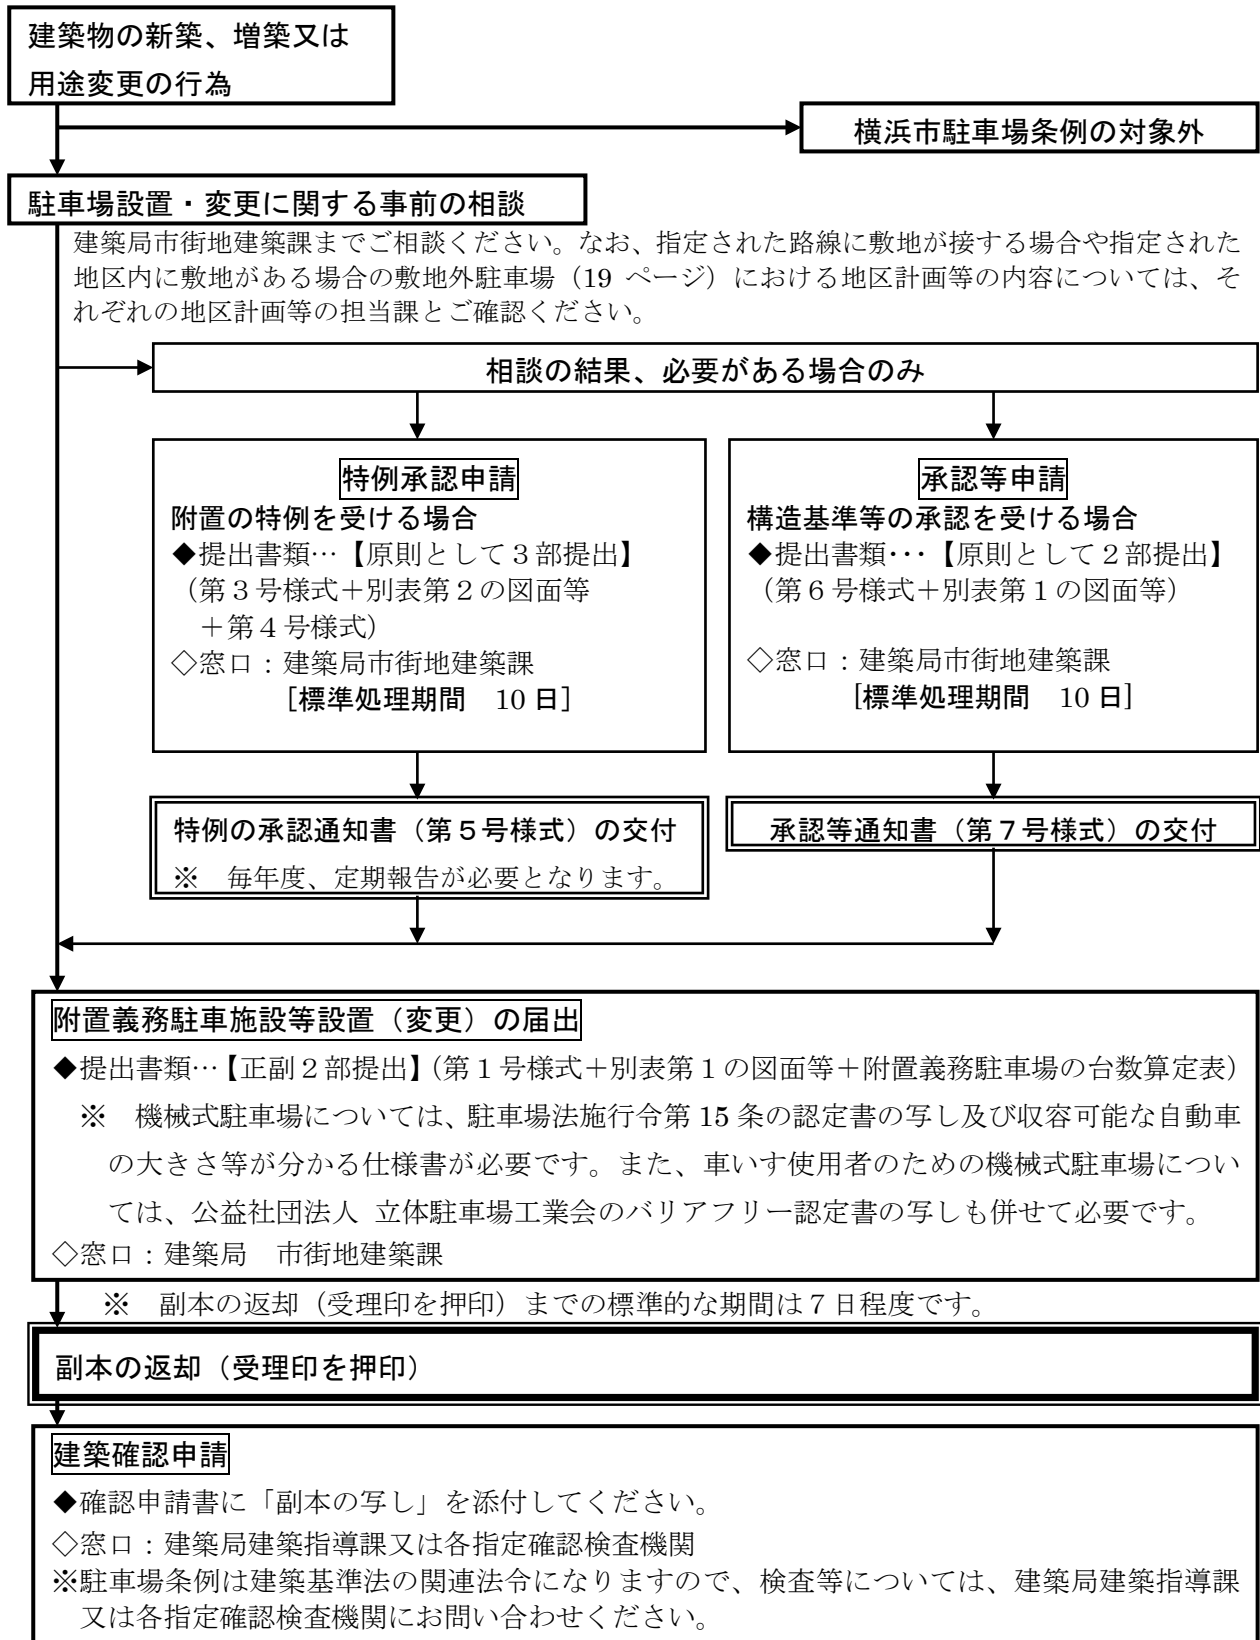 建築物の新築、増築又は
用途変更の行為
横浜市駐車場条例の対象外
駐車場設置・変更に関する事前の相談
建築局市街地建築課までご相談ください。なお、指定された路線に敷地が接する場合や指定された
地区内に敷地がある場合の敷地外駐車場（19 ページ）における地区計画等の内容については、そ
れぞれの地区計画等の担当課とご確認ください。
相談の結果、必要がある場合のみ
特例承認申請
附置の特例を受ける場合
◆提出書類…【原則として３部提出】
（第３号様式＋別表第２の図面等
＋第４号様式）
◇窓口：建築局市街地建築課
［標準処理期間　10 日］
承認等申請
構造基準等の承認を受ける場合
◆提出書類･･･【原則として２部提出】
（第６号様式＋別表第１の図面等）
◇窓口：建築局市街地建築課
[標準処理期間　10 日]
特例の承認通知書（第５号様式）の交付
※　毎年度、定期報告が必要となります。
承認等通知書（第７号様式）の交付
附置義務駐車施設等設置（変更）の届出
◆提出書類…【正副２部提出】（第１号様式＋別表第１の図面等＋附置義務駐車場の台数算定表）
※　機械式駐車場については、駐車場法施行令第 15 条の認定書の写し及び収容可能な自動車
の大きさ等が分かる仕様書が必要です。また、車いす使用者のための機械式駐車場につい
ては、公益社団法人 立体駐車場工業会のバリアフリー認定書の写しも併せて必要です。
◇窓口：建築局　市街地建築課
※　副本の返却（受理印を押印）までの標準的な期間は７日程度です。
副本の返却（受理印を押印）
建築確認申請
◆確認申請書に「副本の写し」を添付してください。
◇窓口：建築局建築指導課又は各指定確認検査機関
※駐車場条例は建築基準法の関連法令になりますので、検査等については、建築局建築指導課
又は各指定確認検査機関にお問い合わせください。